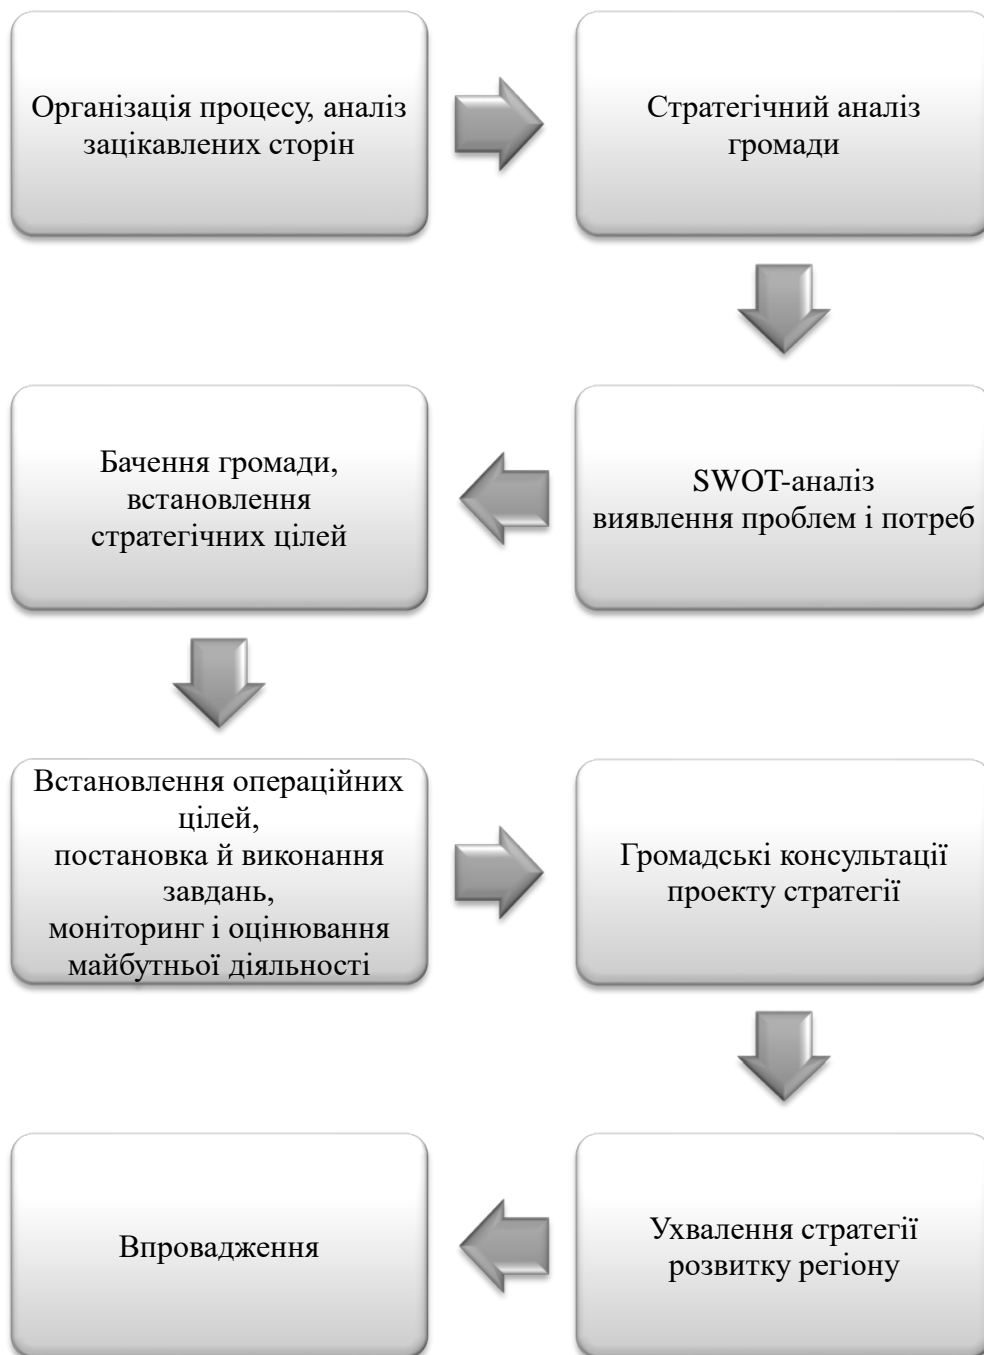 Організація процесу, аналіз
зацікавлених сторін
Стратегічний аналіз
громади
SWOT-аналіз
виявлення проблем і потреб
Бачення громади,
встановлення
стратегічних цілей
Встановлення операційних
цілей,
постановка й виконання
завдань,
моніторинг і оцінювання
майбутньої діяльності
Громадські консультації
проекту стратегії
Ухвалення стратегії
розвитку регіону
Впровадження